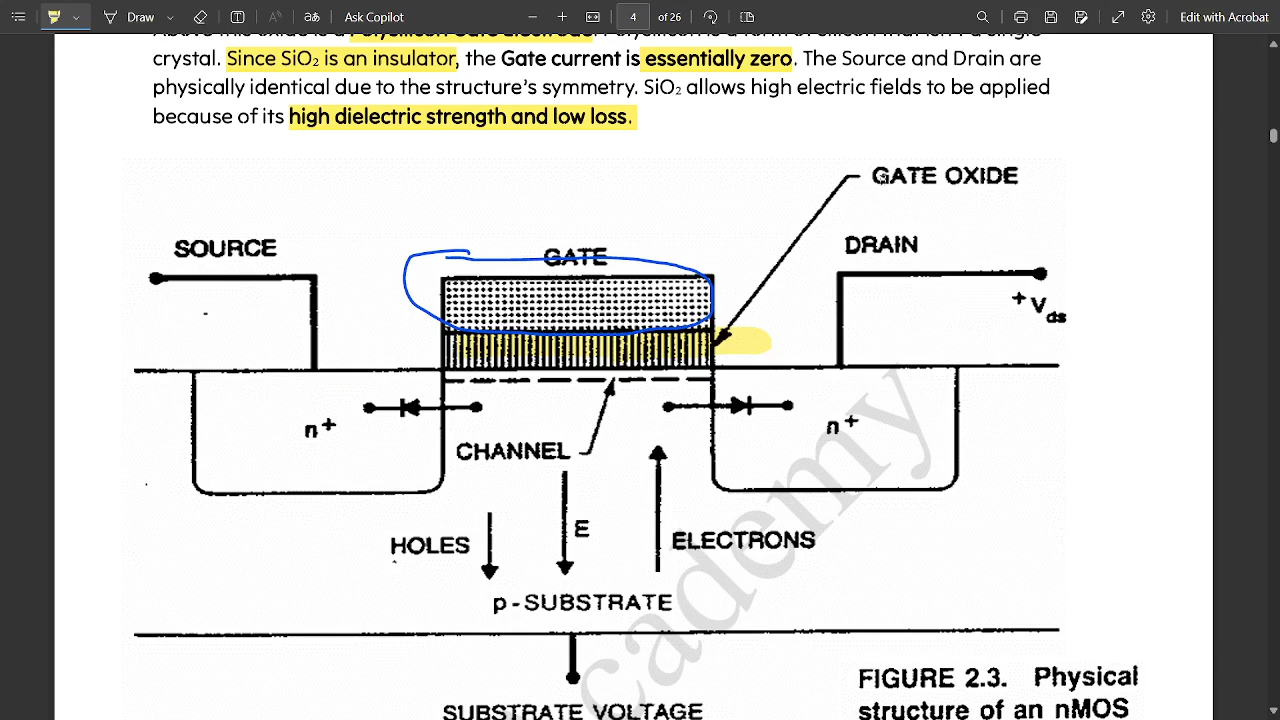 Draw
Ask Copilot
4
of 26
Edit with Acrobat
crystal. Since SiO₂ is an insulator, the Gate current is essentially zero. The Source and Drain are
physically identical due to the structure’s symmetry. SiO₂ allows high electric fields to be applied
because of its high dielectric strength and low loss.
GATE OXIDE
SOURCE
GATE
DRAIN
+Vds
n+
n+
CHANNEL
HOLES
E
ELECTRONS
p-SUBSTRATE
SUBSTRATE VOLTAGE
FIGURE 2.3. Physical
structure of an nMOS
cademy